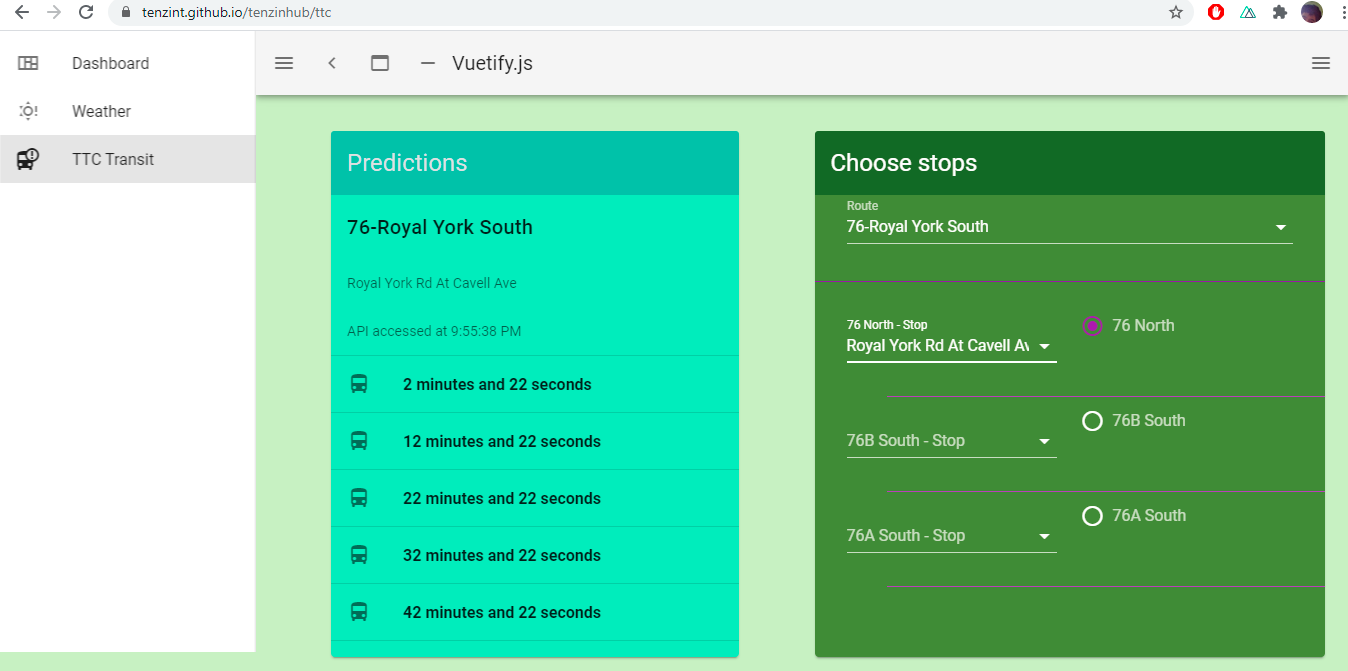 tenzint.github.io/tenzinhub/ttc
Dashboard
Weather
TTC Transit
Vuetify.js
Predictions
76-Royal York South
Royal York Rd At Cavell Ave
API accessed at 9:55:38 PM
2 minutes and 22 seconds
12 minutes and 22 seconds
22 minutes and 22 seconds
32 minutes and 22 seconds
42 minutes and 22 seconds
Choose stops
Route
76-Royal York South
76 North - Stop
Royal York Rd At Cavell Av
76 North
76B South - Stop
76B South
76A South - Stop
76A South